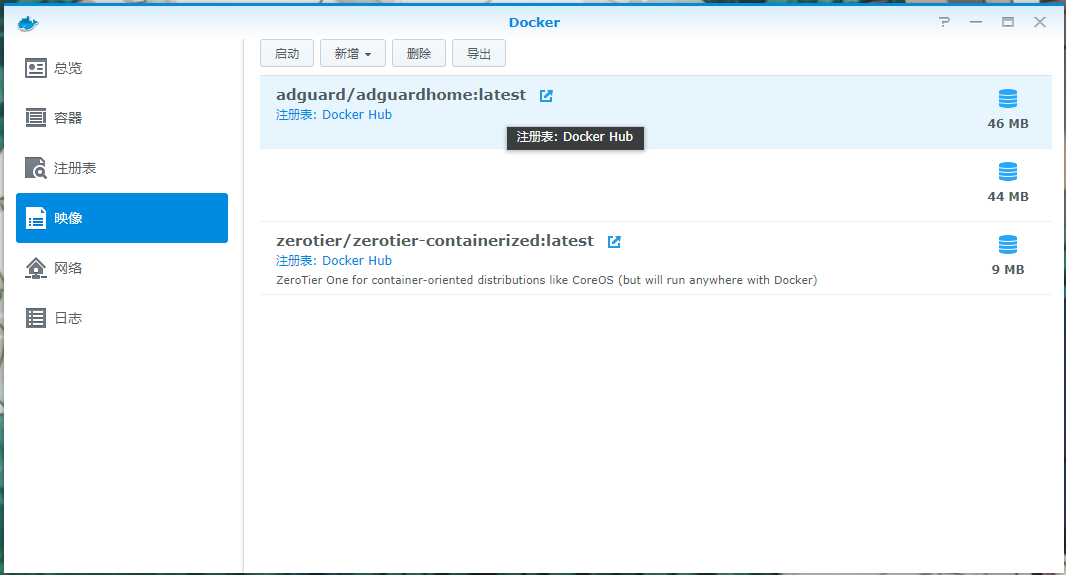 Docker
总览
容器
注册表
映像
网络
日志
启动
新增
删除
导出
adguard/adguardhome:latest
注册表: Docker Hub
46 MB
注册表: Docker Hub
44 MB
zerotier/zerotier-containerized:latest
注册表: Docker Hub
ZeroTier One for container-oriented distributions like CoreOS (but will run anywhere with Docker)
9 MB